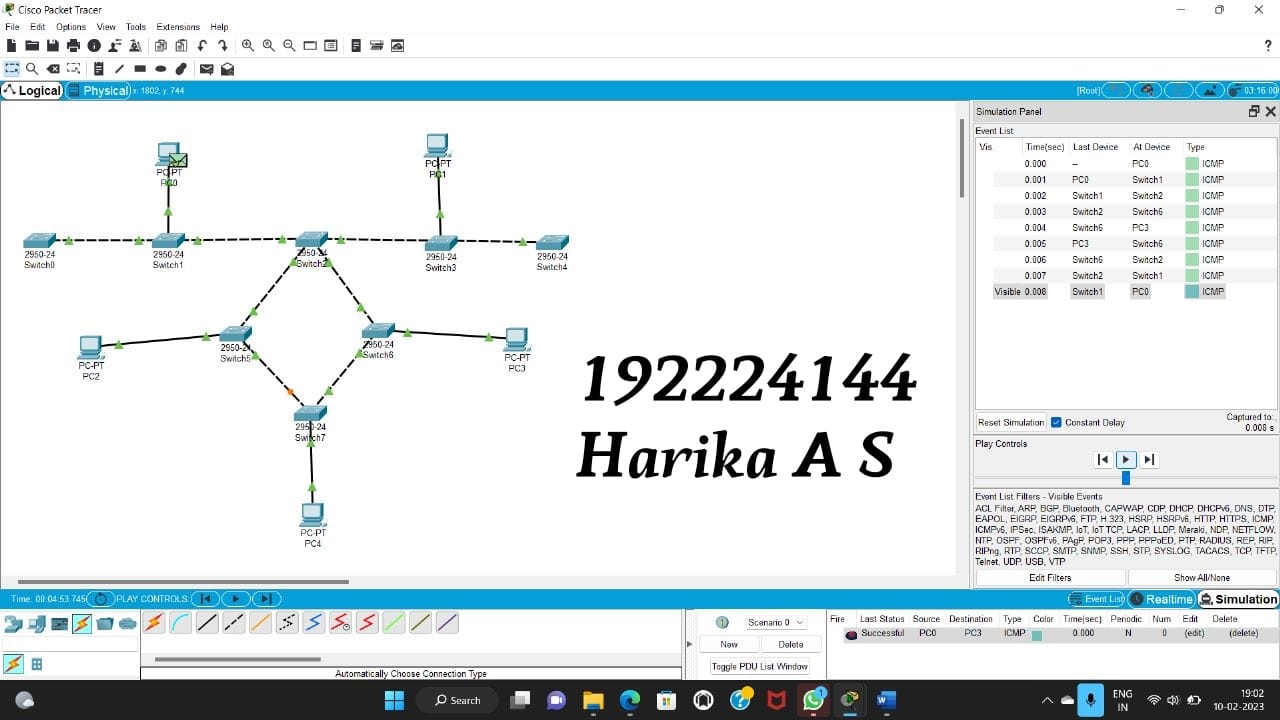 Cisco Packet Tracer
File Edit Options View Tools Extensions Help
?
Logical Physical x: 1802, y: 744 [Root] 03:16:00
Simulation Panel
Event List
Vis. Time(sec) Last Device At Device Type
0.000 -- PC0 ICMP
0.001 PC0 Switch1 ICMP
0.002 Switch1 Switch2 ICMP
0.003 Switch2 Switch6 ICMP
0.004 Switch6 PC3 ICMP
0.005 PC3 Switch6 ICMP
0.006 Switch6 Switch2 ICMP
0.007 Switch2 Switch1 ICMP
Visible 0.008 Switch1 PC0 ICMP
Reset Simulation Constant Delay Captured to:
0.008 s
Play Controls
Event List Filters - Visible Events
ACL Filter, ARP, BGP, Bluetooth, CAPWAP, CDP, DHCP, DHCPv6, DNS, DTP,
EAPOL, EIGRP, EIGRPv6, FTP, H.323, HSRP, HSRPv6, HTTP, HTTPS, ICMP,
ICMPv6, IPSec, ISAKMP, IoT, IoT TCP, LACP, LLDP, Meraki, NDP, NETFLOW,
NTP, OSPF, OSPFv6, PAgP, POP3, PPP, PPPoED, PTP, RADIUS, REP, RIP,
RIPng, RTP, SCCP, SMTP, SNMP, SSH, STP, SYSLOG, TACACS, TCP, TFTP,
Telnet, UDP, USB, VTP
Edit Filters Show All/None
PC-PT
PC0
PC-PT
PC1
2950-24
Switch0
2950-24
Switch1
2950-24
Switch2
2950-24
Switch3
2950-24
Switch4
PC-PT
PC2
2950-24
Switch5
2950-24
Switch6
PC-PT
PC3
2950-24
Switch7
PC-PT
PC4
192224144
Harika A S
Time: 00:04:53.745 PLAY CONTROLS: Event List Realtime Simulation
Automatically Choose Connection Type
Scenario 0
New Delete
Toggle PDU List Window
Fire Last Status Source Destination Type Color Time(sec) Periodic Num Edit Delete
Successful PC0 PC3 ICMP 0.000 N 0 (edit) (delete)
Search
1
ENG
IN
19:02
10-02-2023